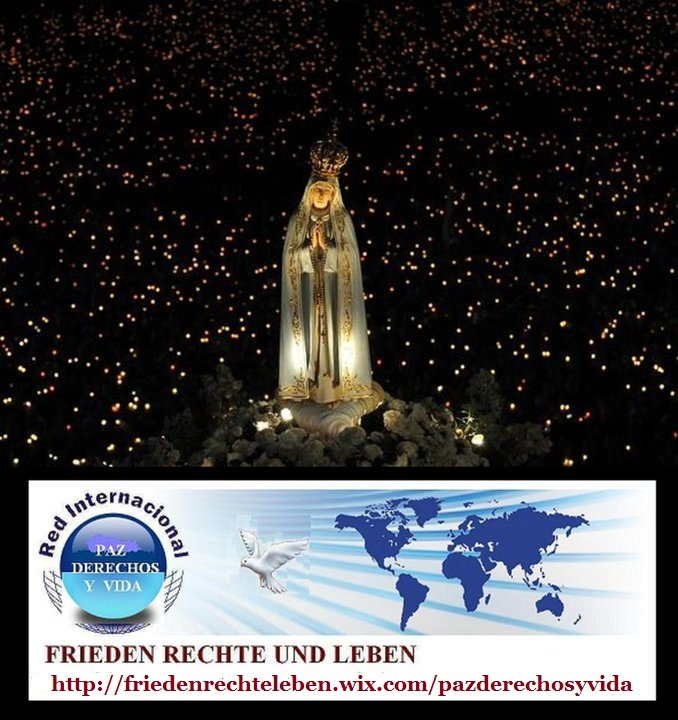 Red Internacional
PAZ
DERECHOS
Y VIDA
FRIEDEN RECHTE UND LEBEN
http://friedenrechteleben.wix.com/pazderechosyvida